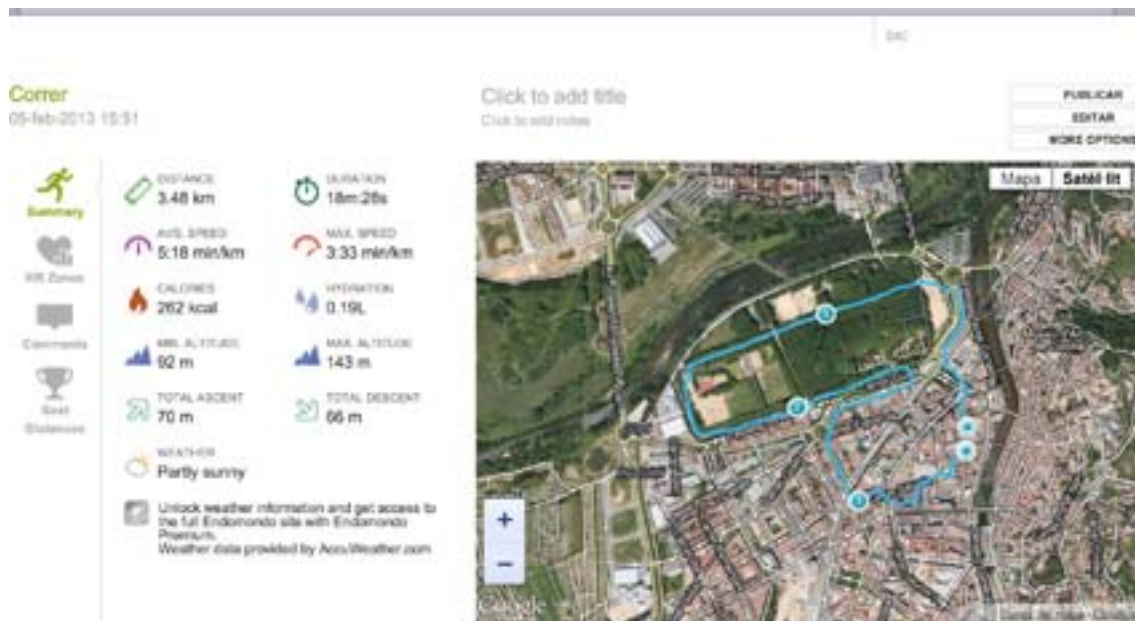 Correr
05-feb-2013 15:51
Click to add title
Click to add notes
PUBLICAR
EDITAR
MORE OPTIONS
Summary
HR Zones
Comments
Best
Distances
DISTANCE
3.48 km
DURATION
18m:28s
AVG. SPEED
5:18 min/km
MAX. SPEED
3:33 min/km
CALORIES
262 kcal
HYDRATION
0.19L
MIN. ALTITUDE
92 m
MAX. ALTITUDE
143 m
TOTAL ASCENT
70 m
TOTAL DESCENT
66 m
WEATHER
Partly sunny
Unlock weather information and get access to
the full Endomondo site with Endomondo
Premium.
Weather data provided by AccuWeather.com
Mapa
Satèl·lit
+
−
Google